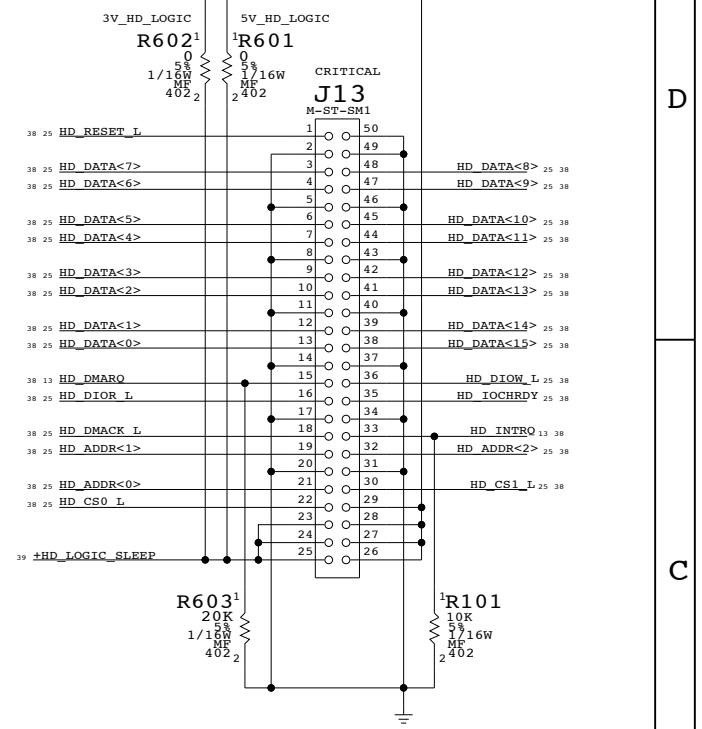 3V_HD_LOGIC 5V_HD_LOGIC
R602 1 1 R601
0 0
5% 5%
1/16W 1/16W
MF MF
402 2 2 402
CRITICAL
J13
M-ST-SM1
D
38 25 HD_RESET_L 1 50
2 49
38 25 HD_DATA<7> 3 48 HD_DATA<8> 25 38
38 25 HD_DATA<6> 4 47 HD_DATA<9> 25 38
5 46
38 25 HD_DATA<5> 6 45 HD_DATA<10> 25 38
38 25 HD_DATA<4> 7 44 HD_DATA<11> 25 38
8 43
38 25 HD_DATA<3> 9 42 HD_DATA<12> 25 38
38 25 HD_DATA<2> 10 41 HD_DATA<13> 25 38
11 40
38 25 HD_DATA<1> 12 39 HD_DATA<14> 25 38
38 25 HD_DATA<0> 13 38 HD_DATA<15> 25 38
14 37
38 13 HD_DMARQ 15 36 HD_DIOW_L 25 38
38 25 HD_DIOR_L 16 35 HD_IOCHRDY 25 38
17 34
38 25 HD_DMACK_L 18 33 HD_INTRQ 13 38
38 25 HD_ADDR<1> 19 32 HD_ADDR<2> 25 38
20 31
38 25 HD_ADDR<0> 21 30 HD_CS1_L 25 38
38 25 HD_CS0_L 22 29
23 28
24 27
39 +HD_LOGIC_SLEEP 25 26
C
R603 1 1 R101
20K 10K
5% 5%
1/16W 1/16W
MF MF
402 2 2 402